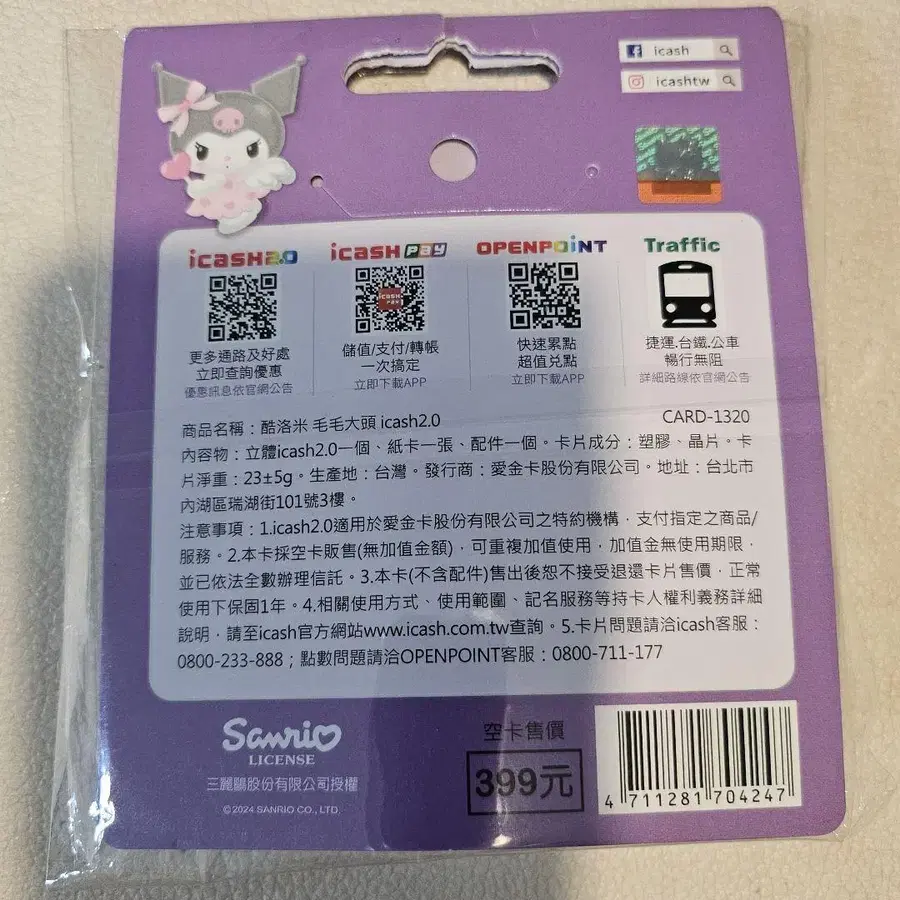 icash
icashtw
icash2.0
icash Pay
OPENPOINT
Traffic
更多通路及好處
立即查詢優惠
優惠訊息依官網公告
icash Pay
儲值/支付/轉帳
一次搞定
立即下載APP
快速累點
超值兌點
立即下載APP
捷運.台鐵.公車
暢行無阻
詳細路線依官網公告
商品名稱：酷洛米 毛毛大頭 icash2.0
CARD-1320
內容物：立體icash2.0一個、紙卡一張、配件一個。卡片成分：塑膠、晶片。卡
片淨重：23±5g。生產地：台灣。發行商：愛金卡股份有限公司。地址：台北市
內湖區瑞湖街101號3樓。
注意事項：1.icash2.0適用於愛金卡股份有限公司之特約機構，支付指定之商品/
服務。2.本卡採空卡販售(無加值金額)，可重複加值使用，加值金無使用期限，
並已依法全數辦理信託。3.本卡(不含配件)售出後恕不接受退還卡片售價，正常
使用下保固1年。4.相關使用方式、使用範圍、記名服務等持卡人權利義務詳細
說明，請至icash官方網站www.icash.com.tw查詢。5.卡片問題請洽icash客服：
0800-233-888；點數問題請洽OPENPOINT客服：0800-711-177
Sanrio
LICENSE
三麗鷗股份有限公司授權
©2024 SANRIO CO., LTD.
空卡售價
399元
4 711281 704247